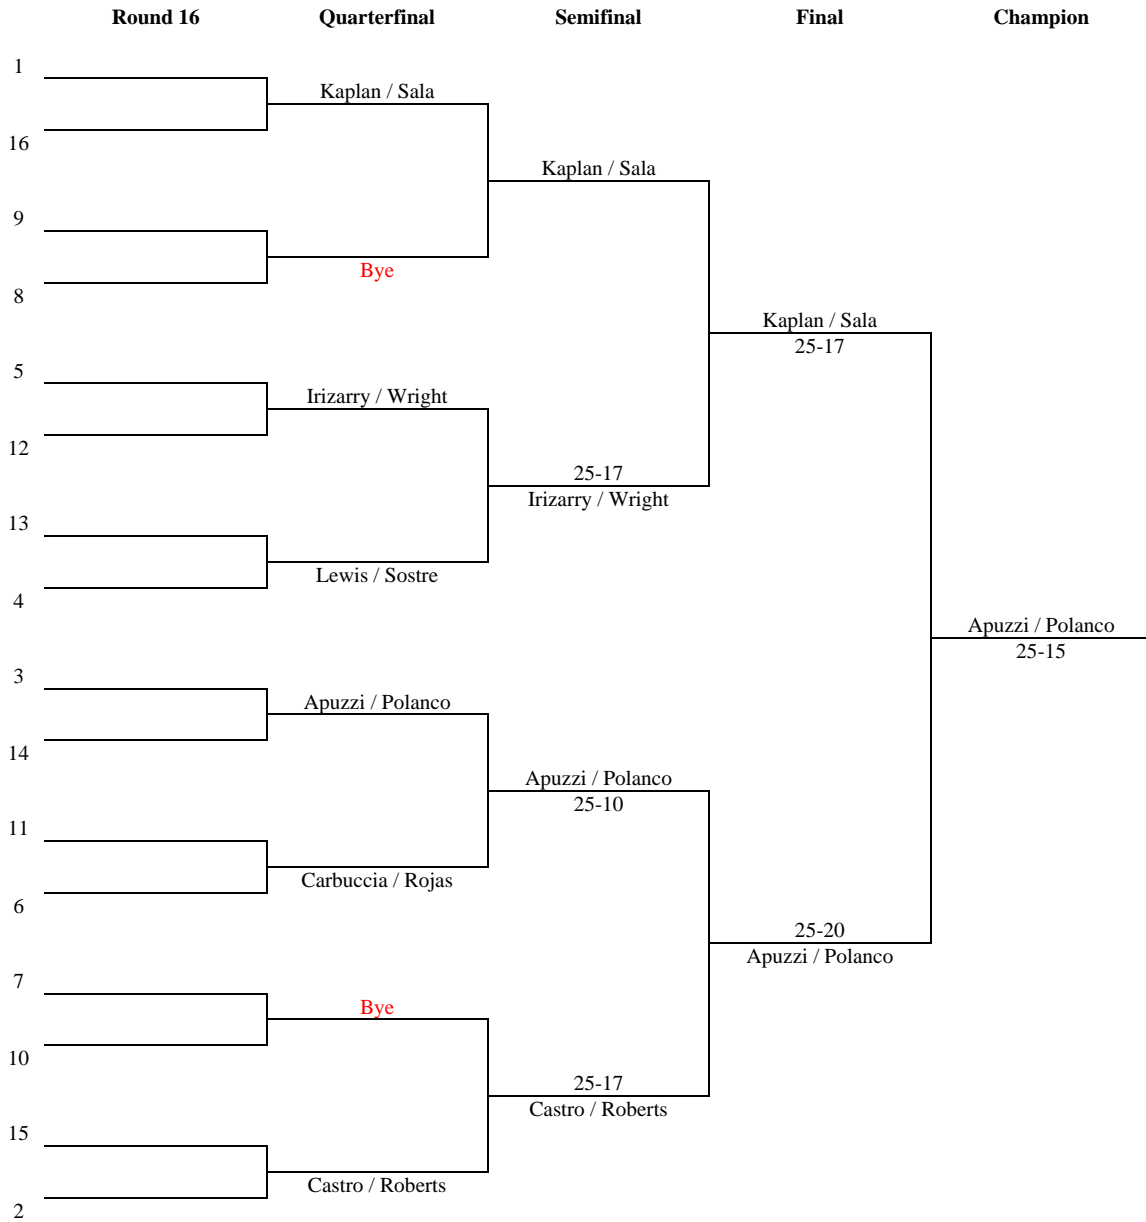 Round 16 Quarterfinal Semifinal Final Champion
1
Kaplan / Sala
16
Kaplan / Sala
9
Bye
8
Kaplan / Sala
25-17
5
Irizarry / Wright
12
25-17
Irizarry / Wright
13
Lewis / Sostre
4
Apuzzi / Polanco
25-15
3
Apuzzi / Polanco
14
Apuzzi / Polanco
25-10
11
Carbuccia / Rojas
6
25-20
Apuzzi / Polanco
7
Bye
10
25-17
Castro / Roberts
15
Castro / Roberts
2